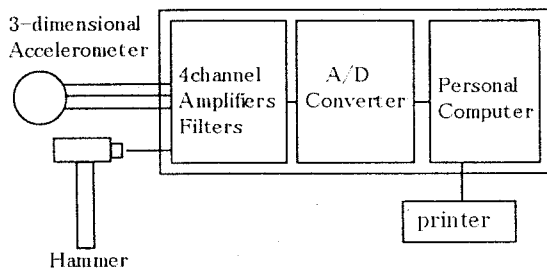 3-dimensional
Accelerometer
4channel
Amplifiers
Filters
A/D
Converter
Personal
Computer
printer
Hammer